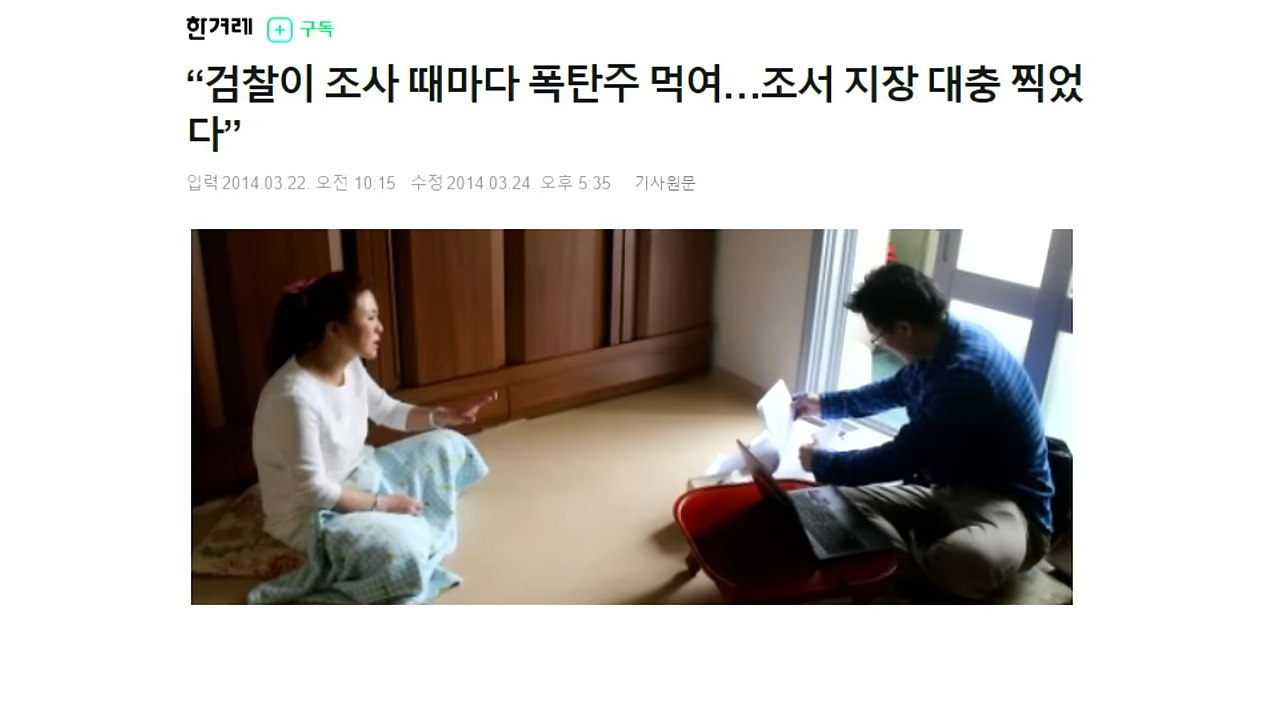 한겨레 구독
“검찰이 조사 때마다 폭탄주 먹여…조서 지장 대충 찍었
다”
입력 2014.03.22. 오전 10:15 수정 2014.03.24. 오후 5:35 기사원문